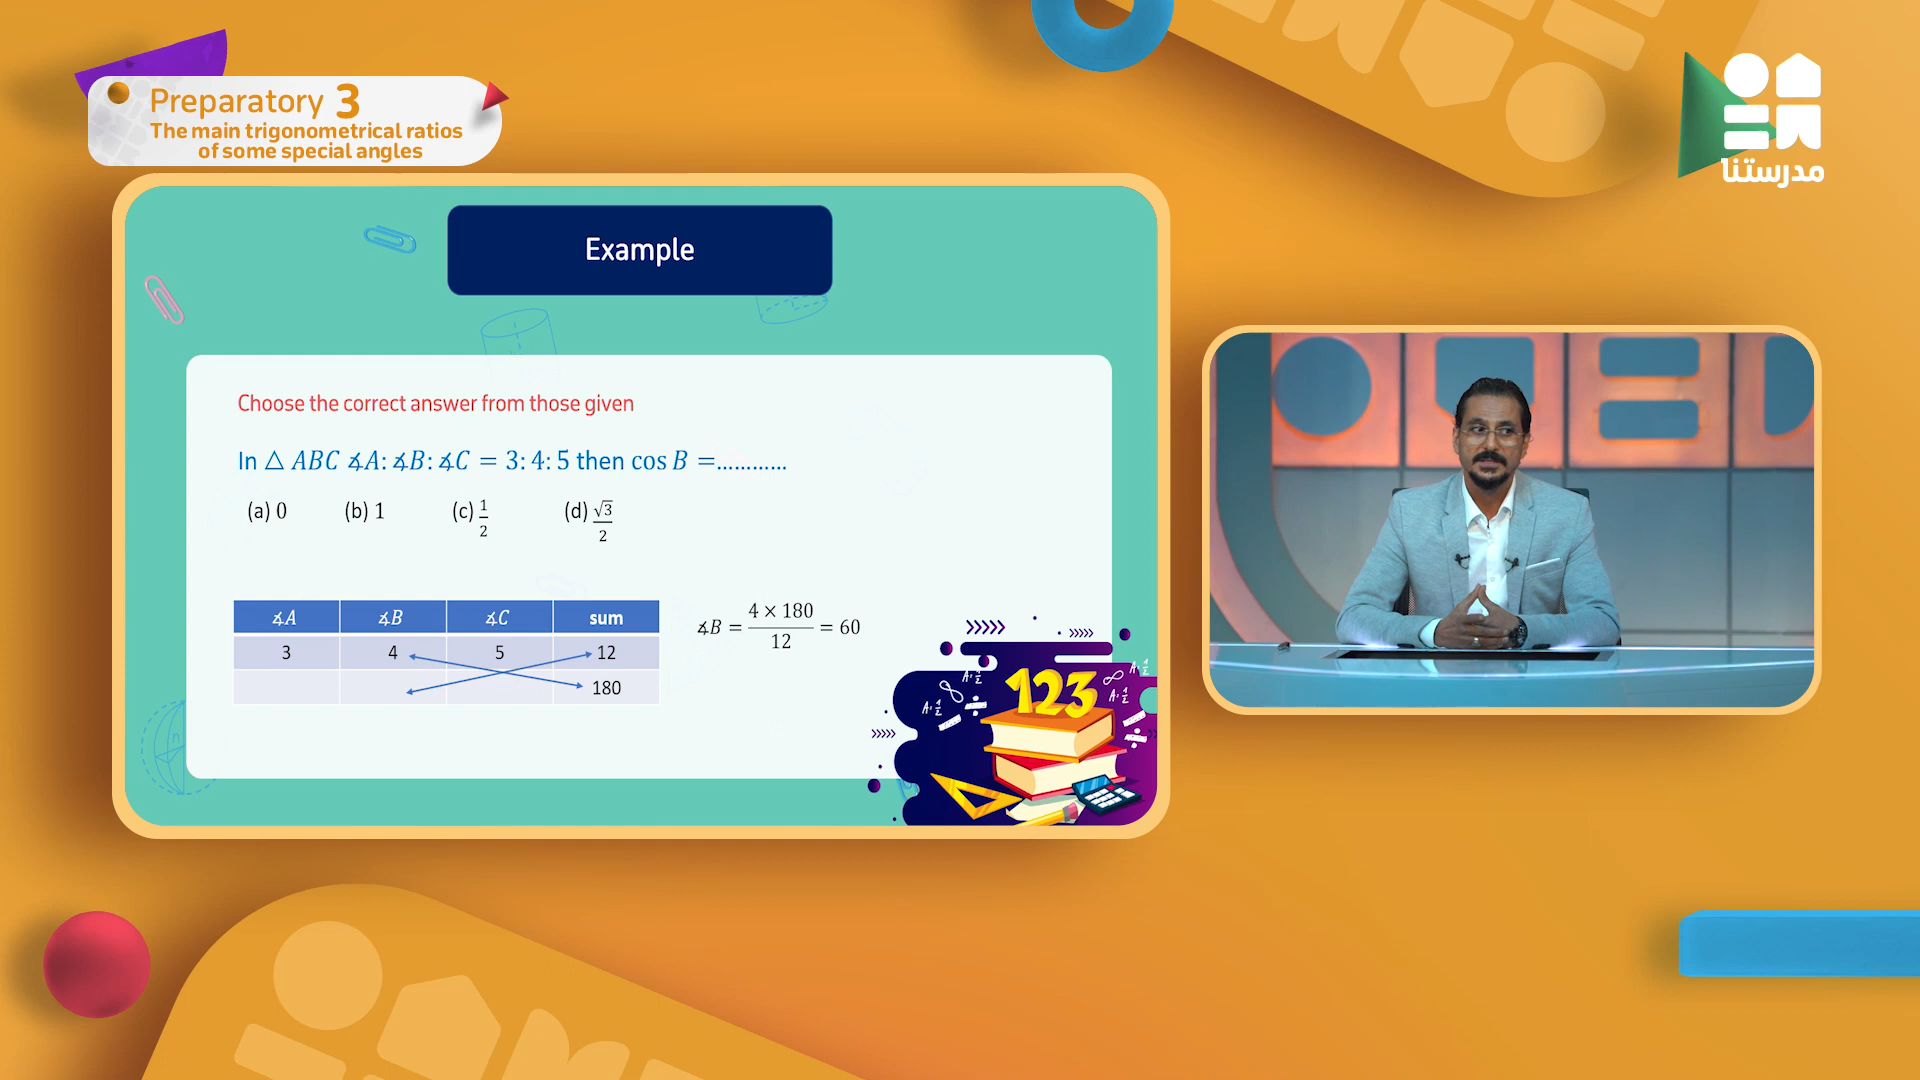 Preparatory 3
The main trigonometrical ratios
of some special angles
مدرستنا
Example
Choose the correct answer from those given
In △ ABC ∡A: ∡B: ∡C = 3: 4: 5 then cos B =............
(a) 0 (b) 1 (c) 1/2 (d) √3/2
∡A ∡B ∡C sum
3 4 5 12
180
∡B = 4 × 180 / 12 = 60
123